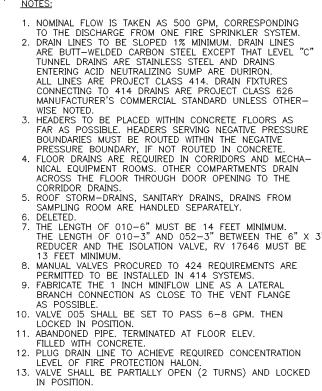 NOTES:
1. NOMINAL FLOW IS TAKEN AS 500 GPM, CORRESPONDING
TO THE DISCHARGE FROM ONE FIRE SPRINKLER SYSTEM.
2. DRAIN LINES TO BE SLOPED 1% MINIMUM. DRAIN LINES
ARE BUTT-WELDED CARBON STEEL EXCEPT THAT LEVEL "C"
TUNNEL DRAINS ARE STAINLESS STEEL AND DRAINS
ENTERING ACID NEUTRALIZING SUMP ARE DURIRON.
ALL LINES ARE PROJECT CLASS 414. DRAIN FIXTURES
CONNECTING TO 414 DRAINS ARE PROJECT CLASS 626
MANUFACTURER'S COMMERCIAL STANDARD UNLESS OTHER-
WISE NOTED.
3. HEADERS TO BE PLACED WITHIN CONCRETE FLOORS AS
FAR AS POSSIBLE. HEADERS SERVING NEGATIVE PRESSURE
BOUNDARIES MUST BE ROUTED WITHIN THE NEGATIVE
PRESSURE BOUNDARY, IF NOT ROUTED IN CONCRETE.
4. FLOOR DRAINS ARE REQUIRED IN CORRIDORS AND MECHA-
NICAL EQUIPMENT ROOMS. OTHER COMPARTMENTS DRAIN
ACROSS THE FLOOR THROUGH DOOR OPENING TO THE
CORRIDOR DRAINS.
5. ROOF STORM-DRAINS, SANITARY DRAINS, DRAINS FROM
SAMPLING ROOM ARE HANDLED SEPARATELY.
6. DELETED.
7. THE LENGTH OF 010-6" MUST BE 14 FEET MINIMUM.
THE LENGTH OF 010-3" AND 052-3" BETWEEN THE 6" X 3
REDUCER AND THE ISOLATION VALVE, RV 17646 MUST BE
13 FEET MINIMUM.
8. MANUAL VALVES PROCURED TO 424 REQUIREMENTS ARE
PERMITTED TO BE INSTALLED IN 414 SYSTEMS.
9. FABRICATE THE 1 INCH MINIFLOW LINE AS A LATERAL
BRANCH CONNECTION AS CLOSE TO THE VENT FLANGE
AS POSSIBLE.
10. VALVE 005 SHALL BE SET TO PASS 6-8 GPM. THEN
LOCKED IN POSITION.
11. ABANDONED PIPE. TERMINATED AT FLOOR ELEV.
FILLED WITH CONCRETE.
12. PLUG DRAIN LINE TO ACHIEVE REQUIRED CONCENTRATION
LEVEL OF FIRE PROTECTION HALON.
13. VALVE SHALL BE PARTIALLY OPEN (2 TURNS) AND LOCKED
IN POSITION.